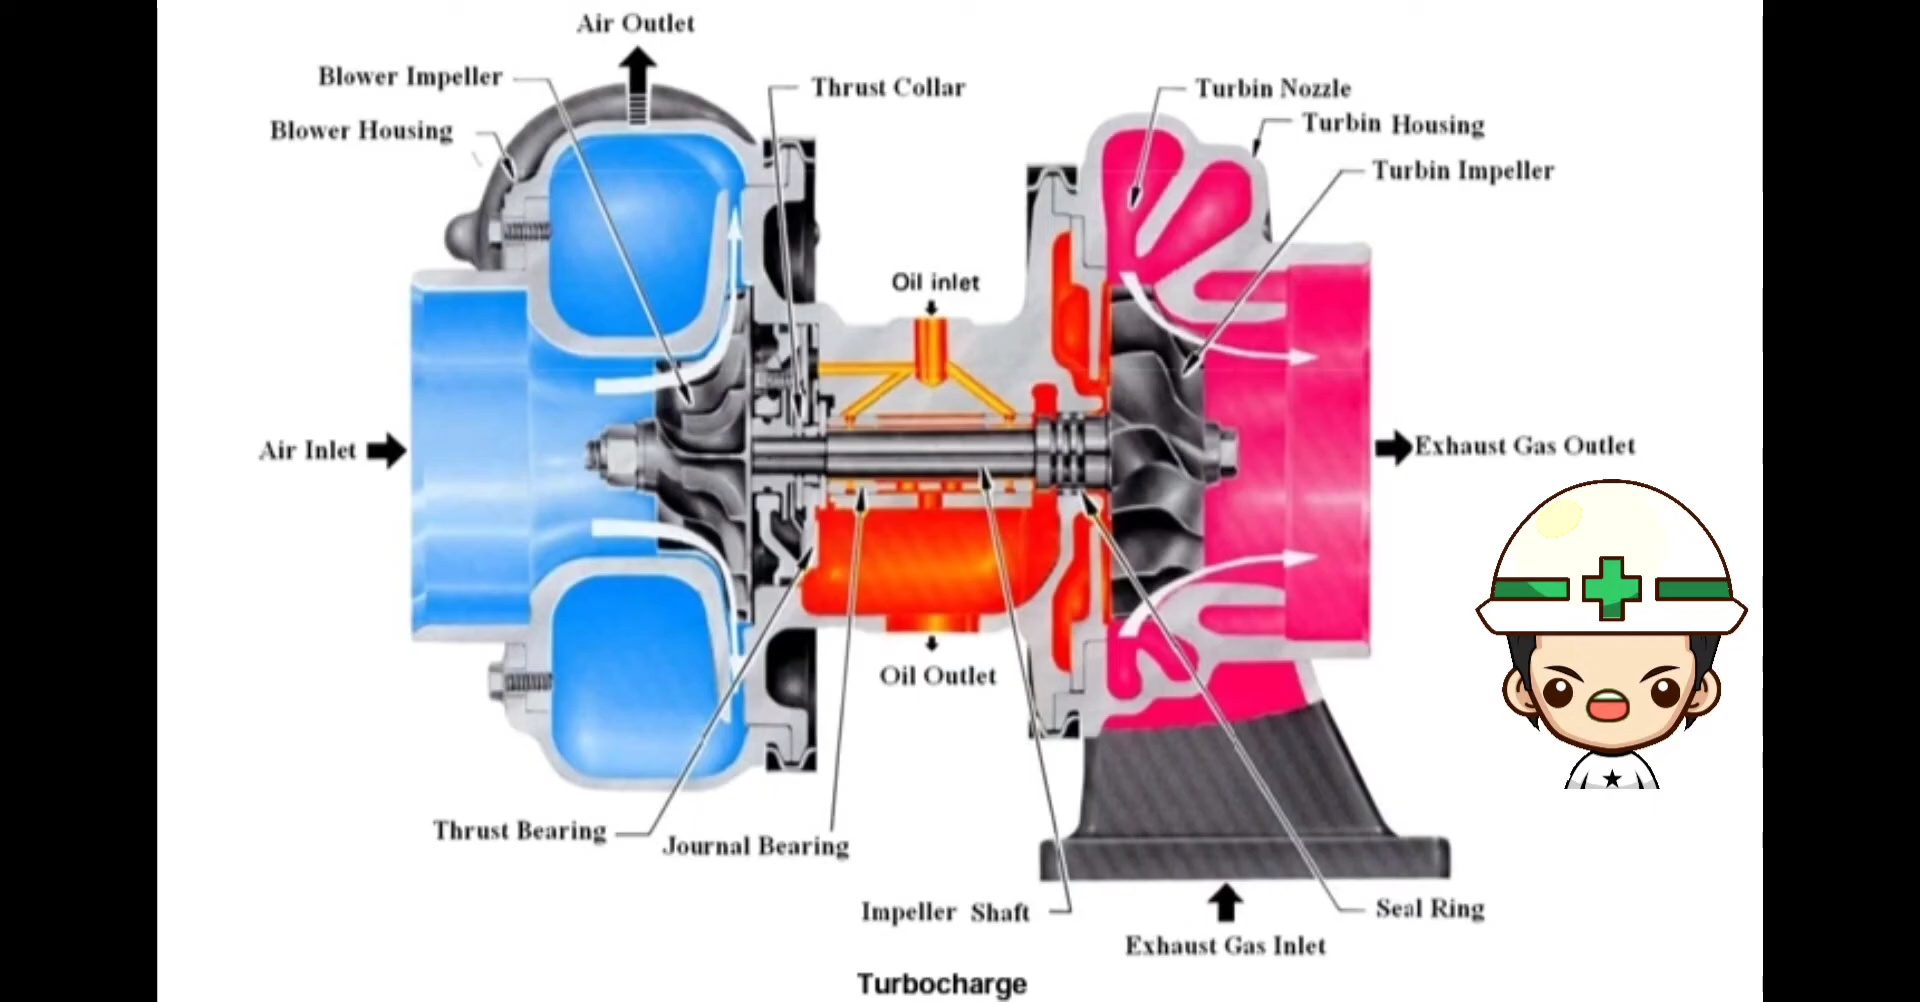 Air Outlet
Blower Impeller
Thrust Collar
Turbin Nozzle
Blower Housing
Turbin Housing
Turbin Impeller
Oil inlet
Air Inlet
Exhaust Gas Outlet
Oil Outlet
Thrust Bearing
Journal Bearing
Impeller Shaft
Seal Ring
Exhaust Gas Inlet
Turbocharge